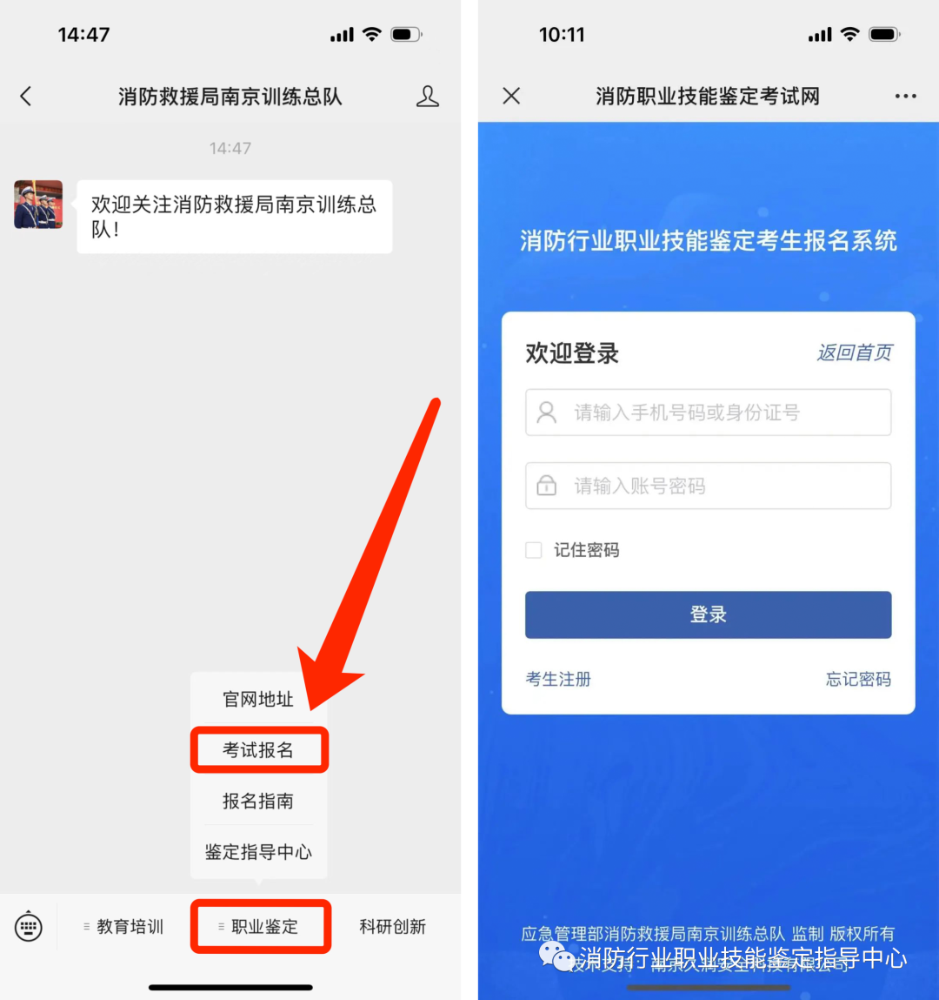 14:47
消防救援局南京训练总队
14:47
欢迎关注消防救援局南京训练总
队!
官网地址
考试报名
报名指南
鉴定指导中心
教育培训
职业鉴定
科研创新
10:11
消防职业技能鉴定考试网
消防行业职业技能鉴定考生报名系统
欢迎登录
返回首页
请输入手机号码或身份证号
请输入账号密码
记住密码
登录
考生注册
忘记密码
应急管理部消防救援局南京训练总队 监制 版权所有
消防行业职业技能鉴定指导中心